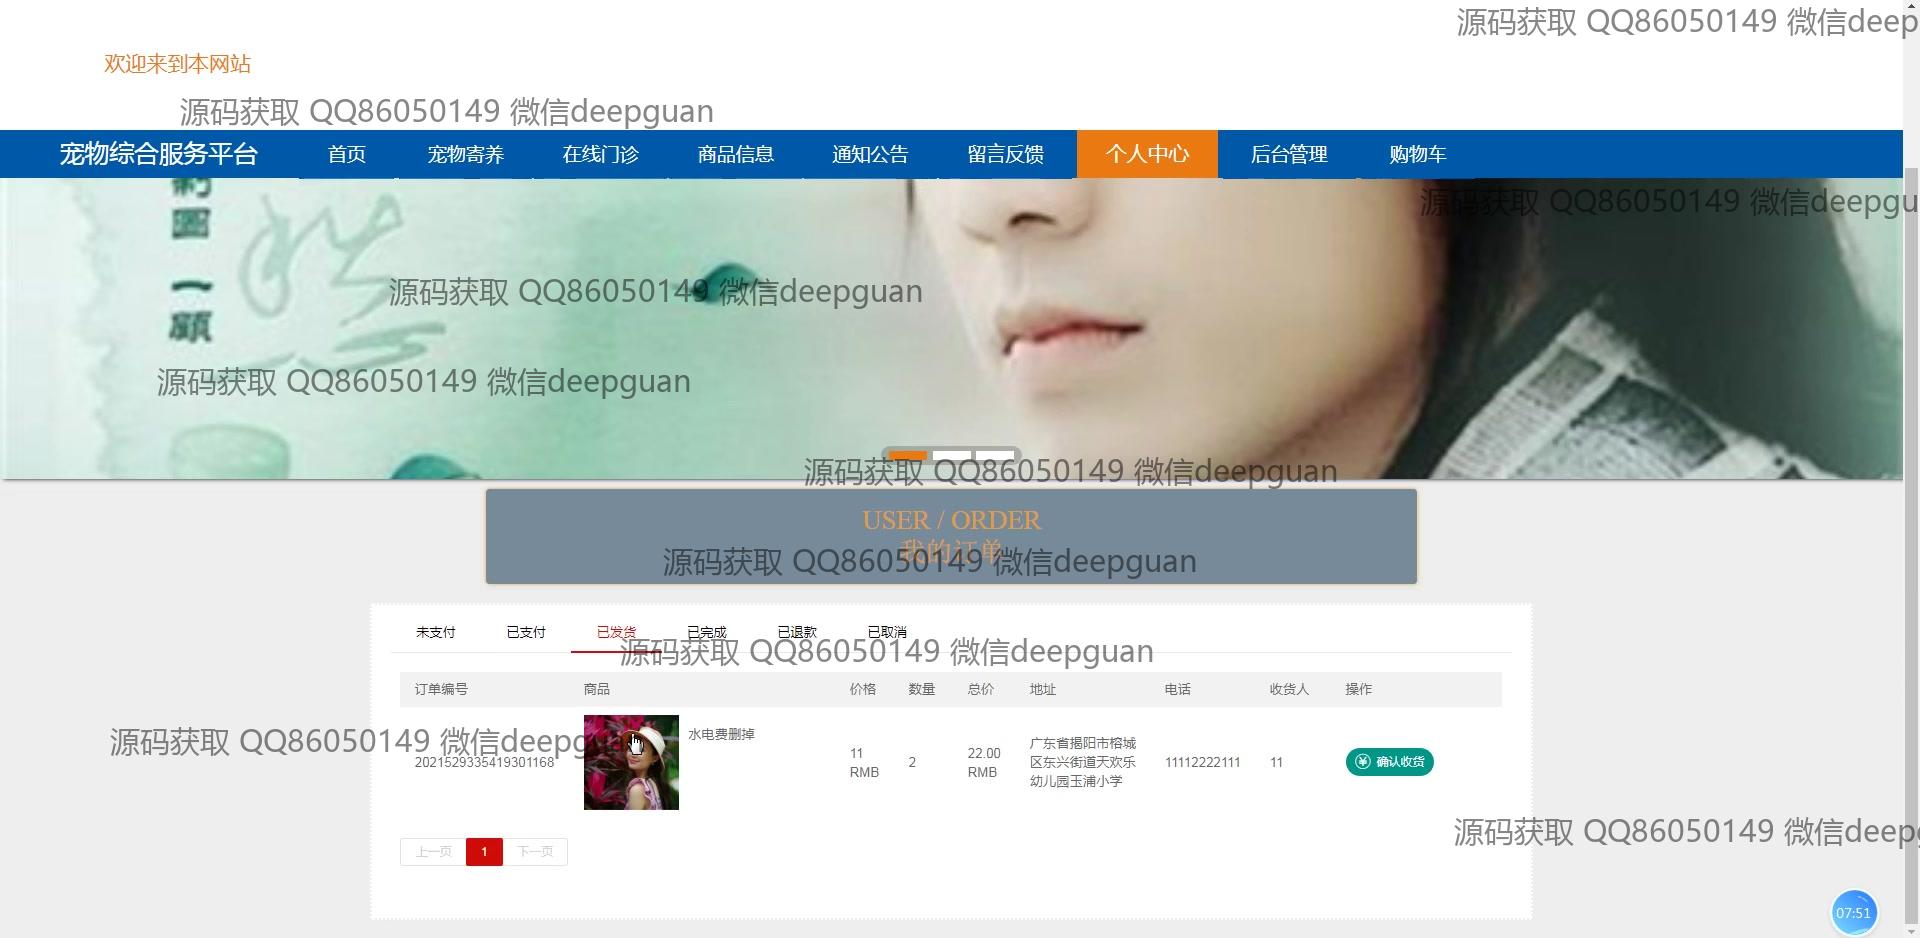 源码获取 QQ86050149 微信deep
欢迎来到本网站
源码获取 QQ86050149 微信deepguan
宠物综合服务平台 首页 宠物寄养 在线门诊 商品信息 通知公告 留言反馈 个人中心 后台管理 购物车
源码获取 QQ86050149 微信deepgu
圖
一
顧
源码获取 QQ86050149 微信deepguan
源码获取 QQ86050149 微信deepguan
源码获取 QQ86050149 微信deepguan
USER / ORDER
我的订单
源码获取 QQ86050149 微信deepguan
未支付 已支付 已发货 已完成 已退款 已取消
源码获取 QQ86050149 微信deepguan
订单编号 商品 价格 数量 总价 地址 电话 收货人 操作
水电费删掉
源码获取 QQ86050149 微信deepg
2021529335419301168
11
RMB
2
22.00
RMB
广东省揭阳市榕城
区东兴街道天欢乐
幼儿园玉浦小学
11112222111
11
确认收货
源码获取 QQ86050149 微信deepg
上一页 1 下一页
07:51